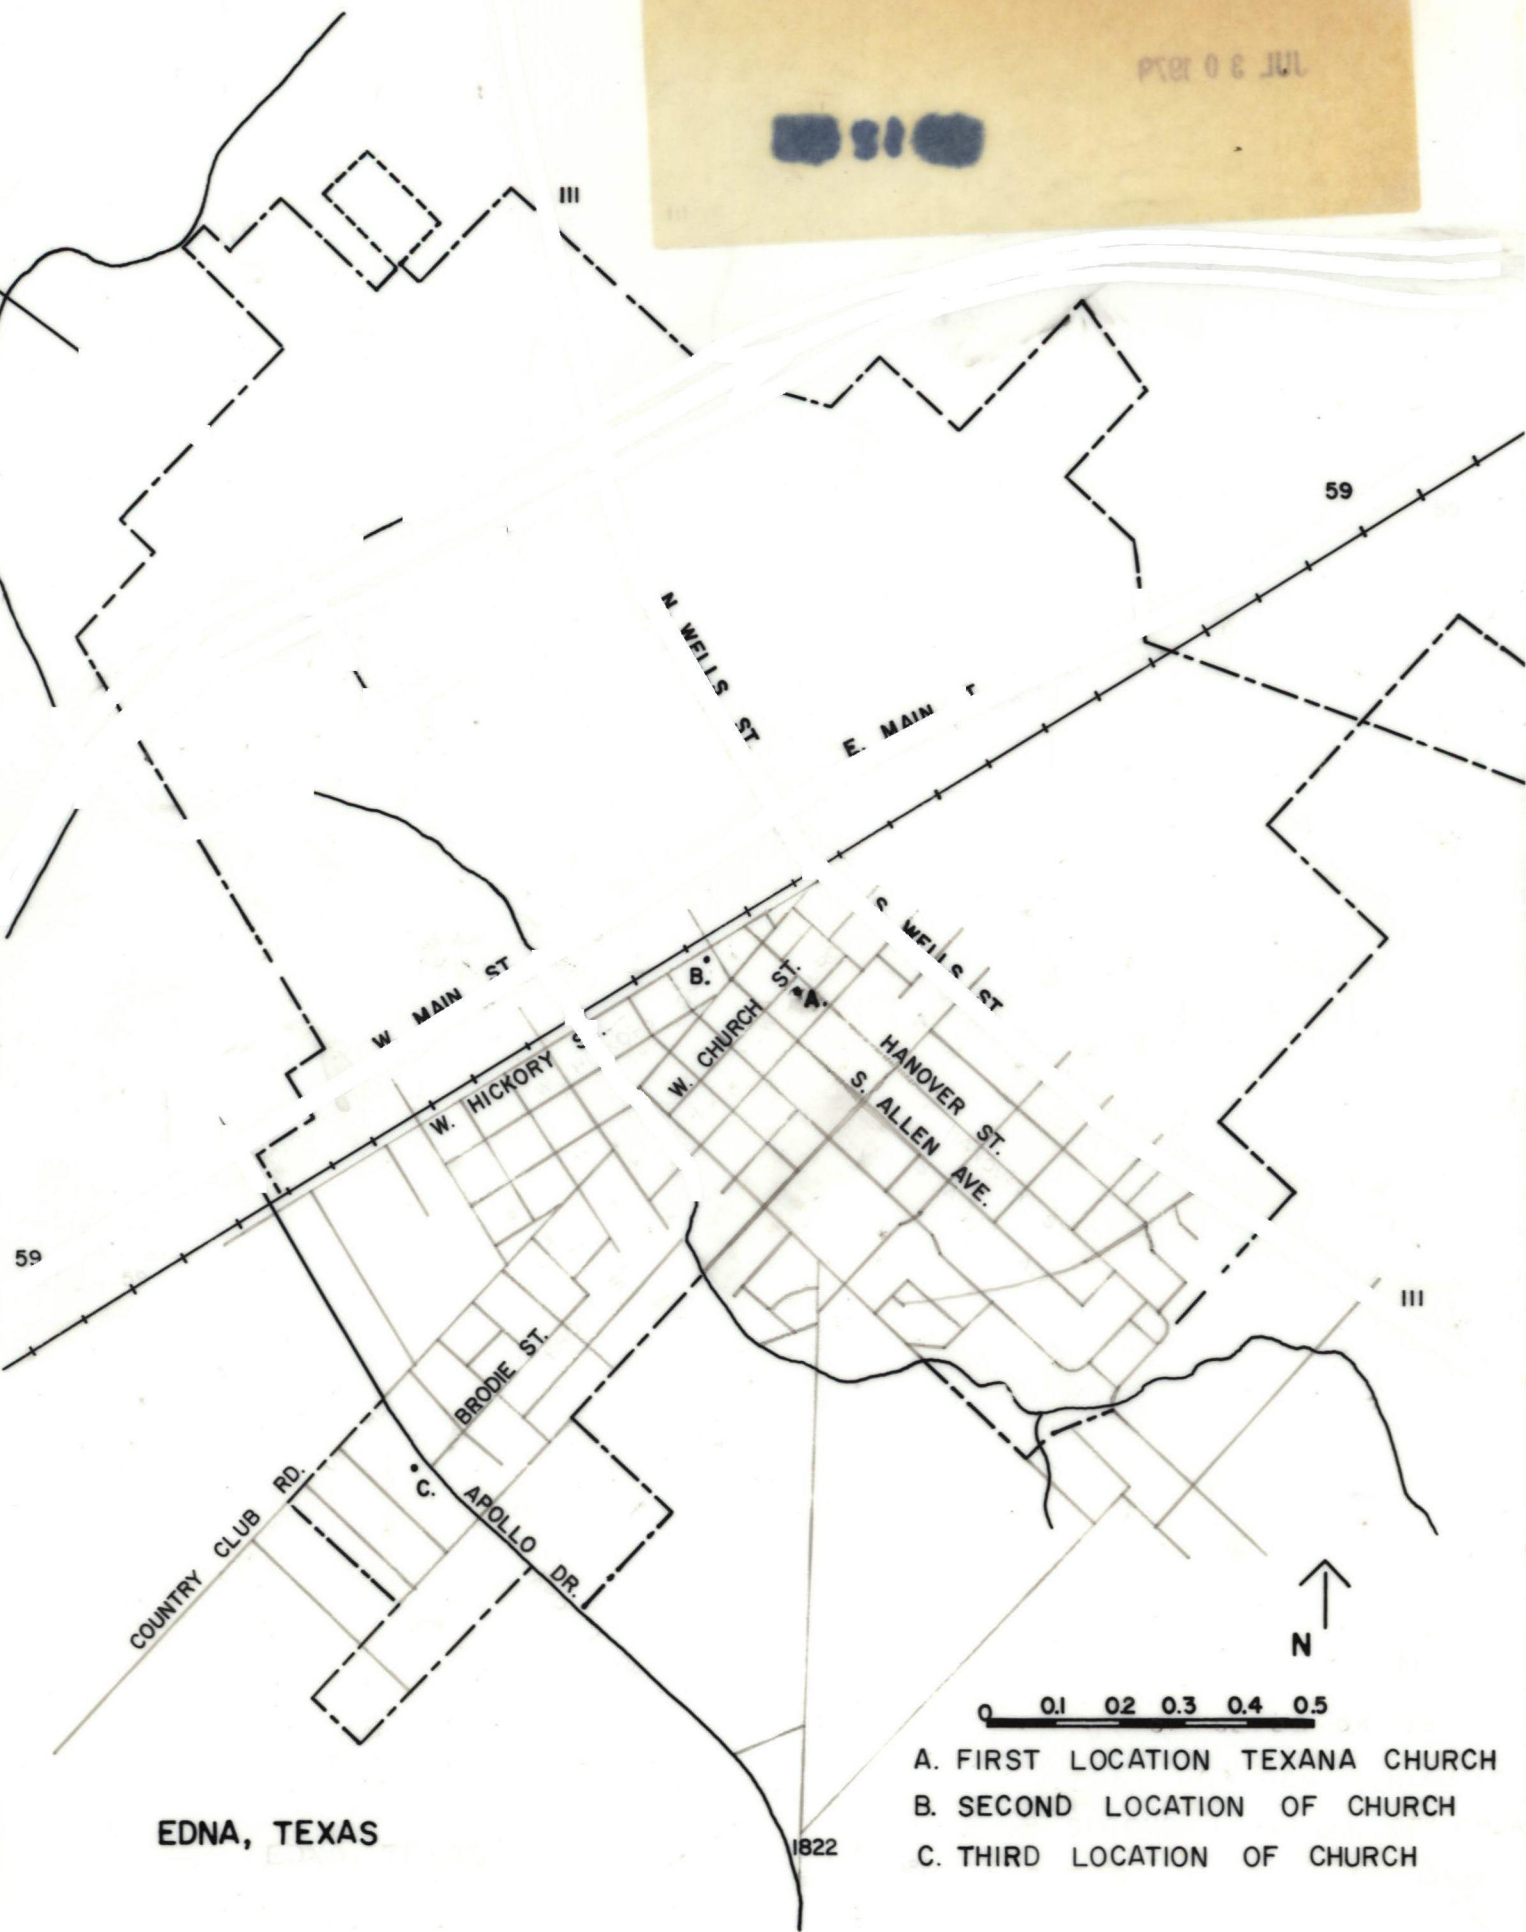 JUL 3 0 1979
III
59
N. WELLS ST.
E. MAIN
S. WELLS ST
W. MAIN ST.
B.
ST.
A.
W. CHURCH
W. HICKORY
HANOVER ST.
S. ALLEN AVE.
59
III
BRODIE ST.
C.
APOLLO DR.
COUNTRY CLUB RD.
N
0 0.1 0.2 0.3 0.4 0.5
A. FIRST LOCATION TEXANA CHURCH
B. SECOND LOCATION OF CHURCH
C. THIRD LOCATION OF CHURCH
EDNA, TEXAS
1822